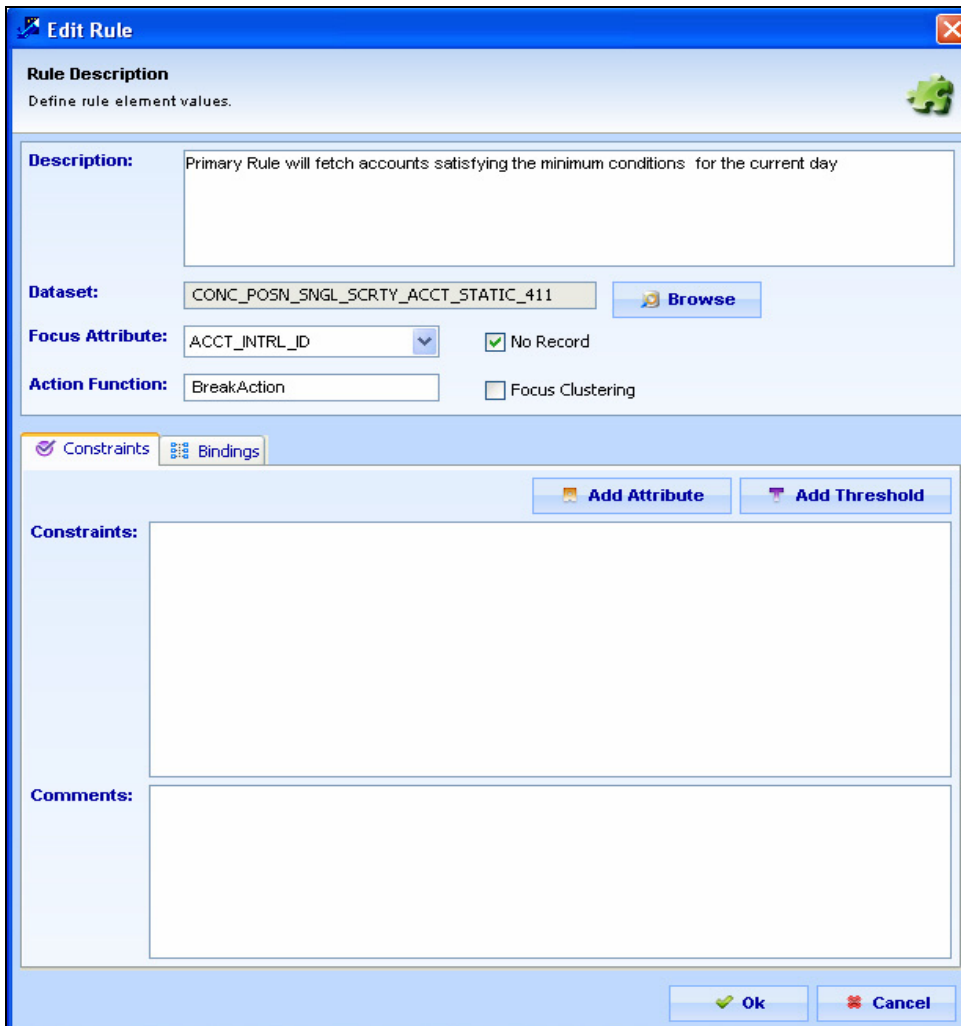 Edit Rule
Rule Description
Define rule element values.
Description:
Primary Rule will fetch accounts satisfying the minimum conditions  for the current day
Dataset:
CONC_POSN_SNGL_SCRTY_ACCT_STATIC_411
Browse
Focus Attribute:
ACCT_INTRL_ID
No Record
Action Function:
BreakAction
Focus Clustering
Constraints
Bindings
Add Attribute
Add Threshold
Constraints:
Comments:
Ok
Cancel